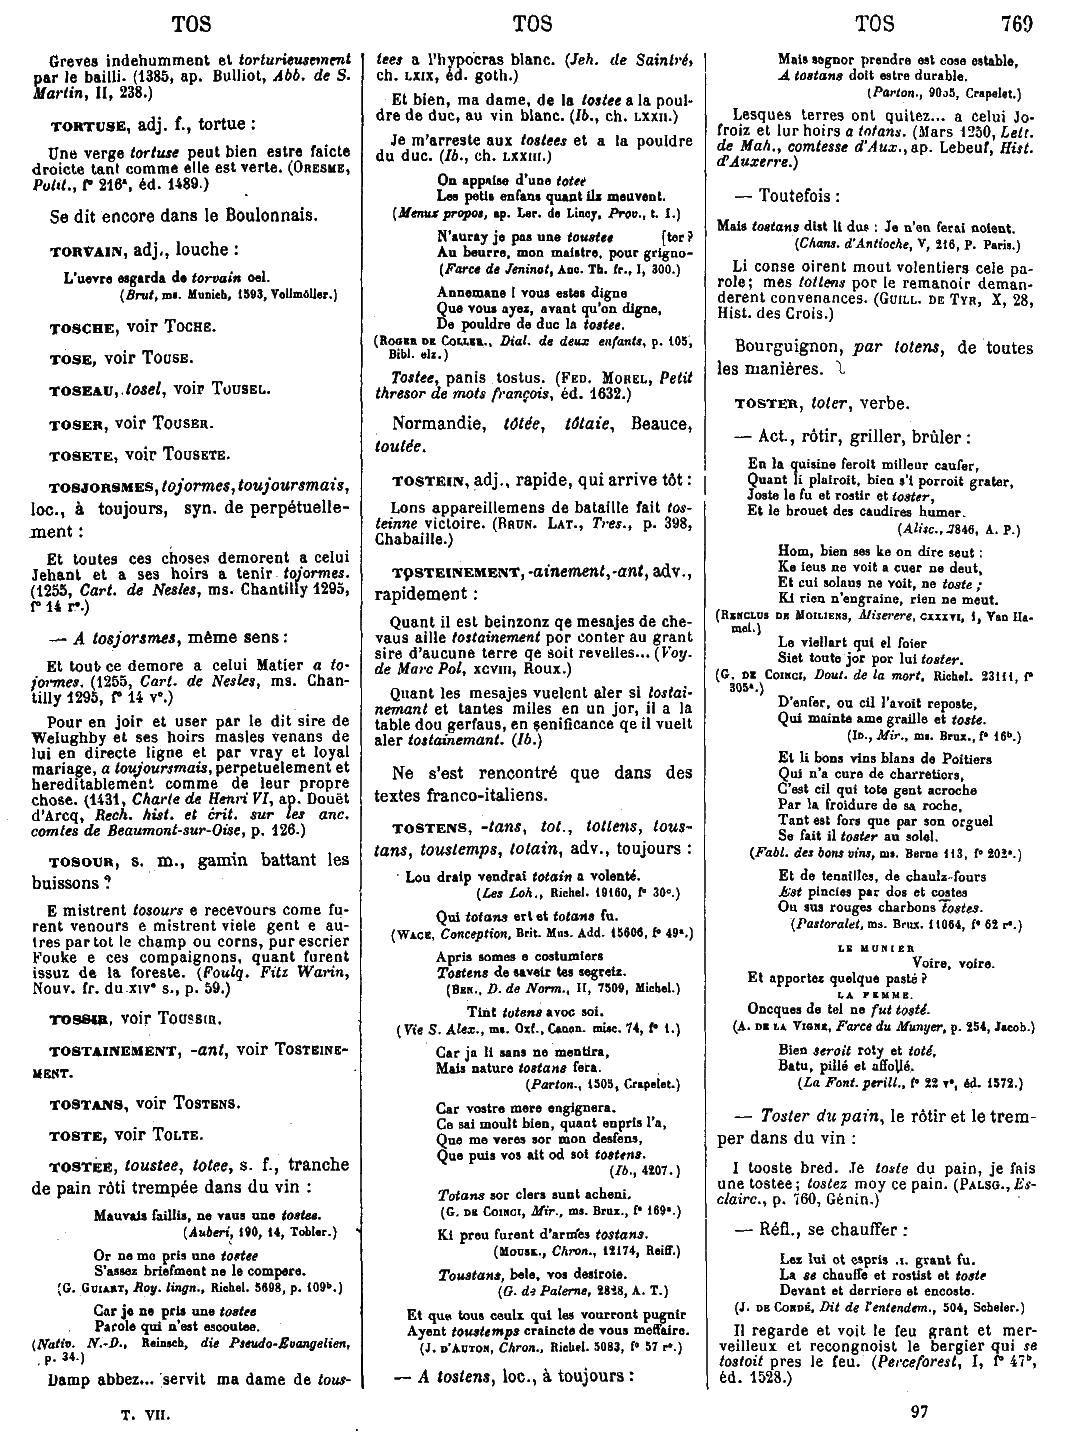 TOS TOS TOS 769
Greves indehumment et torturieusement
par le bailli. (1385, ap. Bulliot, Abb. de S.
Martin, II, 238.)
TORTUSE, adj. f., tortue :
Une verge tortuse peut bien estre faicte
droicte tant comme elle est verte. (ORESME,
Polit., f° 216ᵃ, éd. 1489.)
Se dit encore dans le Boulonnais.
TORVAIN, adj., louche :
L'uevre esgarda de torvain oel.
(Brut, ms. Munich, 1593, Vollmöller.)
TOSCHE, voir TOCHE.
TOSE, voir TOUSE.
TOSEAU, tosel, voir TOUSEL.
TOSER, voir TOUSER.
TOSETE, voir TOUSETE.
TOSJORSMES, tojormes, toujoursmais,
loc., à toujours, syn. de perpétuelle-
ment :
Et toutes ces choses demorent a celui
Jehant et a ses hoirs a tenir tojormes.
(1255, Cart. de Nesles, ms. Chantilly 1295,
f° 14 r°.)
— A tosjorsmes, même sens :
Et tout ce demore a celui Matier a to-
jormes. (1255, Cart. de Nesles, ms. Chan-
tilly 1295, f° 14 v°.)
Pour en joir et user par le dit sire de
Welughby et ses hoirs masles venans de
lui en directe ligne et par vray et loyal
mariage, a toujoursmais, perpetuelement et
hereditablement comme de leur propre
chose. (1431, Charte de Henri VI, ap. Douët
d'Arcq, Rech. hist. et crit. sur les anc.
comtes de Beaumont-sur-Oise, p. 126.)
TOSOUR, s. m., gamin battant les
buissons ?
E mistrent tosours e recevours come fu-
rent venours e mistrent viele gent e au-
tres par tot le champ ou corns, pur escrier
Fouke e ces compaignons, quant furent
issuz de la foreste. (Foulq. Fitz Warin,
Nouv. fr. du XIV° s., p. 59.)
TOSSIR, voir TOUSSIR.
TOSTAINEMENT, -ant, voir TOSTEINE-
MENT.
TOSTANS, voir TOSTENS.
TOSTE, voir TOLTE.
TOSTEE, toustee, totee, s. f., tranche
de pain rôti trempée dans du vin :
Mauvais faillis, ne vaus une tostee.
(Auberi, 190, 14, Tobler.)
Or ne me pris une tostee
S'assez briefment ne le compere.
(G. GUIART, Roy. lingn., Richel. 5698, p. 109ᵇ.)
Car je ne pris une tostee
Parole qui n'est escoutee.
(Nativ. N.-D., Reinsch, die Pseudo-Evangelien,
p. 34.)
Damp abbez... servit ma dame de tous-
T. VII.
tees a l'hypocras blanc. (Jeh. de Saintré,
ch. LXIX, éd. goth.)
Et bien, ma dame, de la tostee a la poul-
dre de duc, au vin blanc. (Ib., ch. LXXII.)
Je m'arreste aux tostees et a la pouldre
du duc. (Ib., ch. LXXIII.)
On appaise d'une totee
Les petis enfans quant ilz meuvent.
(Menus propos, ap. Ler. de Lincy, Prov., t. I.)
N'auray je pas une toustee [ter ?
Au beurre, mon maistre, pour grigno-
(Farce de Jeninot, Anc. Th. fr., I, 300.)
Annemane ! vous estes digne
Que vous ayez, avant qu'on digne,
De pouldre de duc la tostee.
(ROGER DE COLLER., Dial. de deux enfants, p. 105,
Bibl. elz.)
Tostee, panis tostus. (FED. MOREL, Petit
thresor de mots françois, éd. 1632.)
Normandie, tôtée, tôtaie, Beauce,
toutée.
TOSTEIN, adj., rapide, qui arrive tôt :
Lons appareillemens de bataille fait tos-
teinne victoire. (BRUN. LAT., Tres., p. 398,
Chabaille.)
TOSTEINEMENT, -ainement, -ant, adv.,
rapidement :
Quant il est beinzonz qe mesajes de che-
vaus aille tostainement por conter au grant
sire d'aucune terre qe soit revelles... (Voy.
de Marc Pol, XCVIII, Roux.)
Quant les mesajes vuelent aler si tostai-
nemant et tantes miles en un jor, il a la
table dou gerfaus, en senificance qe il vuelt
aler tostainemant. (Ib.)
Ne s'est rencontré que dans des
textes franco-italiens.
TOSTENS, -tans, tot., tottens, tous-
tans, toustemps, totain, adv., toujours :
Lou draip vendrai totain a volenté.
(Les Loh., Richel. 19160, f° 30ᶜ.)
Qui totans ert et totans fu.
(WACE, Conception, Brit. Mus. Add. 15606, f° 49ᵃ.)
Apris somes e costumiers
Tostens de saveir tes segreiz.
(BEN., D. de Norm., II, 7509, Michel.)
Tint totens avoc soi.
(Vie S. Alex., ms. Oxf., Canon. misc. 74, f° 1.)
Car ja li sans ne mentira,
Mais nature tostans fera.
(Parton., 1505, Crapelet.)
Car vostre mere engignera.
Ce sai moult bien, quant enpris l'a,
Que me veres sor mon desfens,
Que puis vos ait od soi tostens.
(Ib., 4207.)
Totans sor clers sunt acheni.
(G. DE COINCI, Mir., ms. Brux., f° 169ᵃ.)
Ki preu furent d'armes tostans.
(MOUSK., Chron., 12174, Reiff.)
Toustans, bele, vos desiroie.
(G. de Palerne, 2828, A. T.)
Et que tous ceulx qui les vourront pugnir
Ayent toustemps craincte de vous meffaire.
(J. D'AUTON, Chron., Richel. 5083, f° 57 r°.)
— A tostens, loc., à toujours :
Mais segnor prendre est cose estable,
A tostans doit estre durable.
(Parton., 9055, Crapelet.)
Lesques terres ont quitez... a celui Jo-
froiz et lur hoirs a totans. (Mars 1250, Lett.
de Mah., comtesse d'Aux., ap. Lebeuf, Hist.
d'Auxerre.)
— Toutefois :
Mais tostans dist li dus : Je n'en ferai noient.
(Chans. d'Antioche, V, 216, P. Paris.)
Li conse oirent mout volentiers cele pa-
role ; mes tottens por le remanoir deman-
derent convenances. (GUILL. DE TYR, X, 28,
Hist. des Crois.)
Bourguignon, par totens, de toutes
les manières.
TOSTER, toter, verbe.
— Act., rôtir, griller, brûler :
En la quisine feroit milleur caufer,
Quant li plairoit, bien s'i porroit grater,
Joste le fu et rostir et toster,
Et le brouet des caudires humer.
(Alisc., 3846, A. P.)
Hom, bien ses ke on dire seut :
Ke ieus ne voit a cuer ne deut,
Et cui solaus ne voit, ne toste ;
Ki rien n'engraine, rien ne meut.
(RENCLUS DE MOILIENS, Miserere, CXXXVI, 1, Van Ha-
mel.)
Le viellart qui el foier
Siet toute jor por lui toster.
(G. DE COINCI, Dout. de la mort, Richel. 23111, f°
305ᵃ.)
D'enfer, ou cil l'avoit reposte,
Qui mainte ame graille et toste.
(ID., Mir., ms. Brux., f° 16ᵇ.)
Et li bons vins blans de Poitiers
Qui n'a cure de charretiers,
C'est cil qui tote gent acroche
Par la froidure de sa roche,
Tant est fors que par son orguel
Se fait il toster au solel.
(Fabl. des bons vins, ms. Berne 113, f° 202ᵃ.)
Et de tenailles, de chaulz-fours
Est pincies par dos et costes
Ou sus rouges charbons tostes.
(Pastoralet, ms. Brux. 11064, f° 62 r°.)
LE MUNIER
Voire, voire.
Et apportez quelque pasté ?
LA FEMME.
Oncques de tel ne fut tosté.
(A. DE LA VIGNE, Farce du Munyer, p. 254, Jacob.)
Bien seroit roty et toté,
Batu, pillé et affollé.
(La Font. perill., f° 22 v°, éd. 1572.)
— Toster du pain, le rôtir et le trem-
per dans du vin :
I tooste bred. Je toste du pain, je fais
une tostee ; tostez moy ce pain. (PALSG., Es-
clairc., p. 760, Génin.)
— Réfl., se chauffer :
Lez lui ot espris .I. grant fu.
La se chauffe et rostist et toste
Devant et derriere et encoste.
(J. DE CONDÉ, Dit de l'entendem., 504, Scheler.)
Il regarde et voit le feu grant et mer-
veilleux et recongnoist le bergier qui se
tostoit pres le feu. (Perceforest, I, f° 47ᵇ,
éd. 1528.)
97